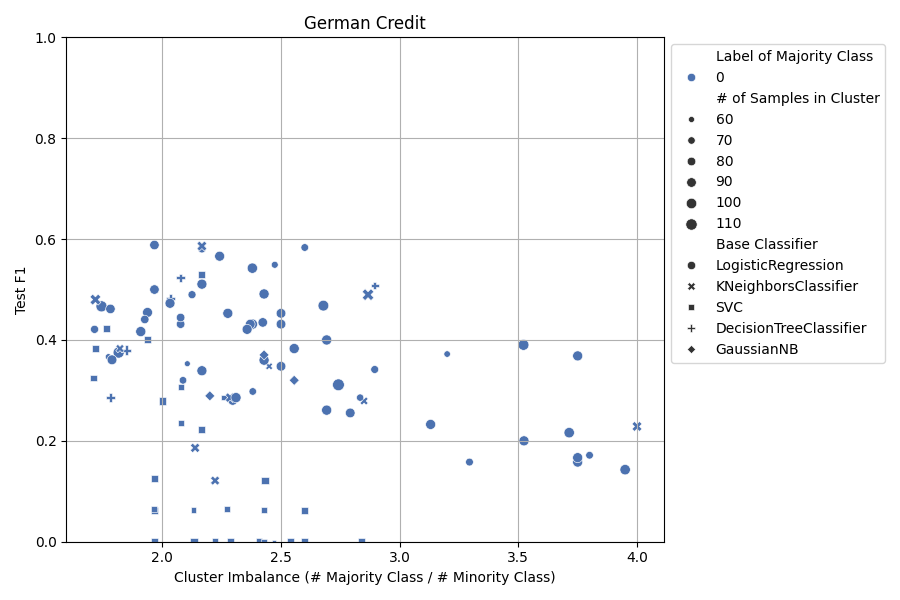 German Credit
1.0
0.8
0.6
0.4
0.2
0.0
Test F1
2.0 2.5 3.0 3.5 4.0
Cluster Imbalance (# Majority Class / # Minority Class)
Label of Majority Class
0
# of Samples in Cluster
60
70
80
90
100
110
Base Classifier
LogisticRegression
KNeighborsClassifier
SVC
DecisionTreeClassifier
GaussianNB